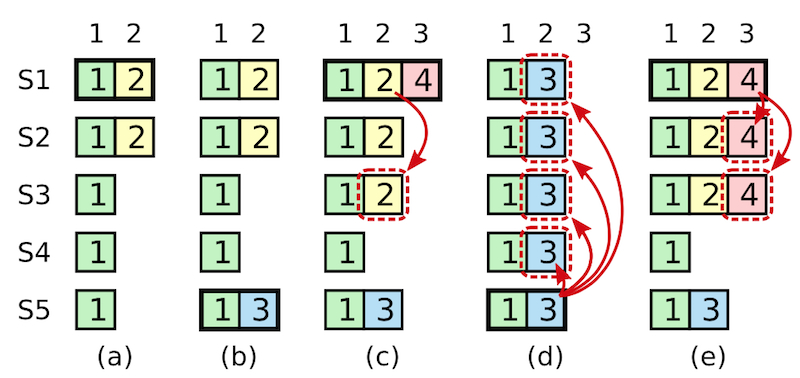 1 2 1 2 1 2 3 1 2 3 1 2 3
S1 1 2 1 2 1 2 4 1 3 1 2 4
S2 1 2 1 2 1 2 1 3 1 2 4
S3 1 1 1 2 1 3 1 2 4
S4 1 1 1 1 3 1
S5 1 1 3 1 3 1 3 1 3
(a) (b) (c) (d) (e)